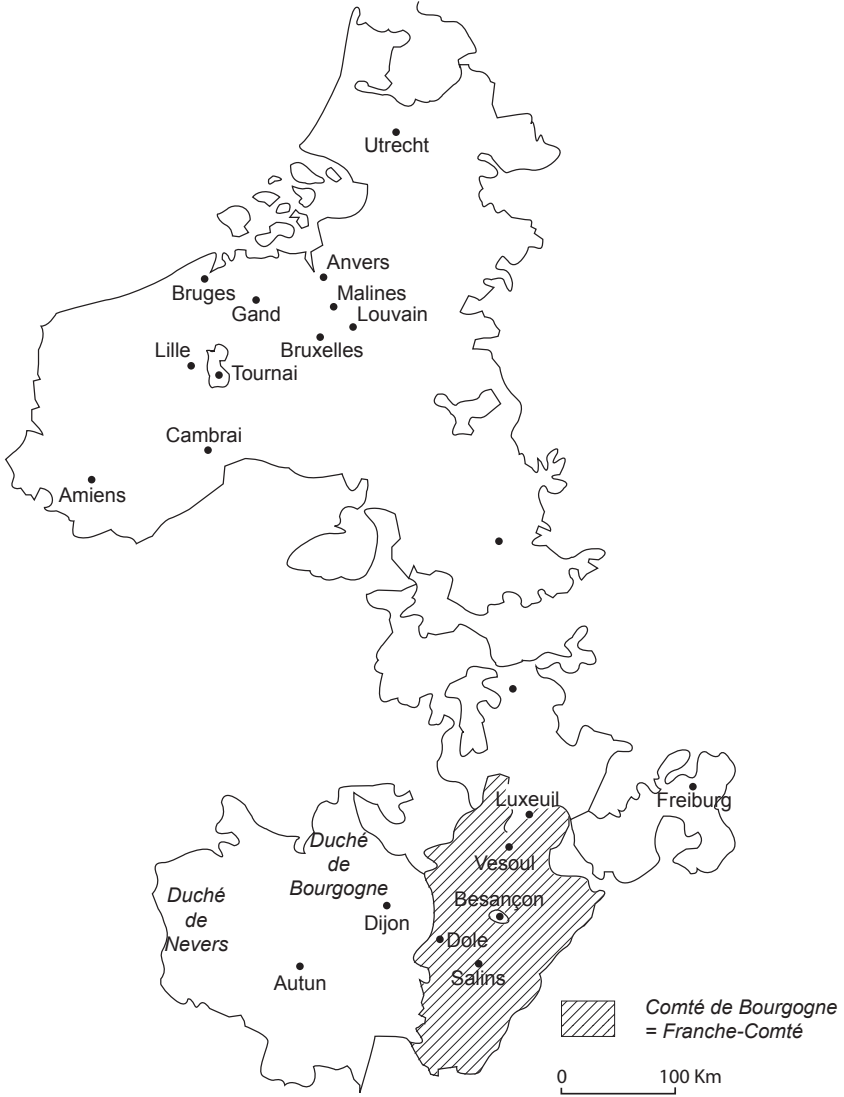 Utrecht
Anvers
Bruges
Malines
Gand
Louvain
Bruxelles
Lille
Tournai
Cambrai
Amiens
Luxeuil
Freiburg
Duché
de
Bourgogne
Vesoul
Duché
de
Nevers
Besançon
Dijon
Dole
Autun
Salins
Comté de Bourgogne
= Franche-Comté
0 100 Km